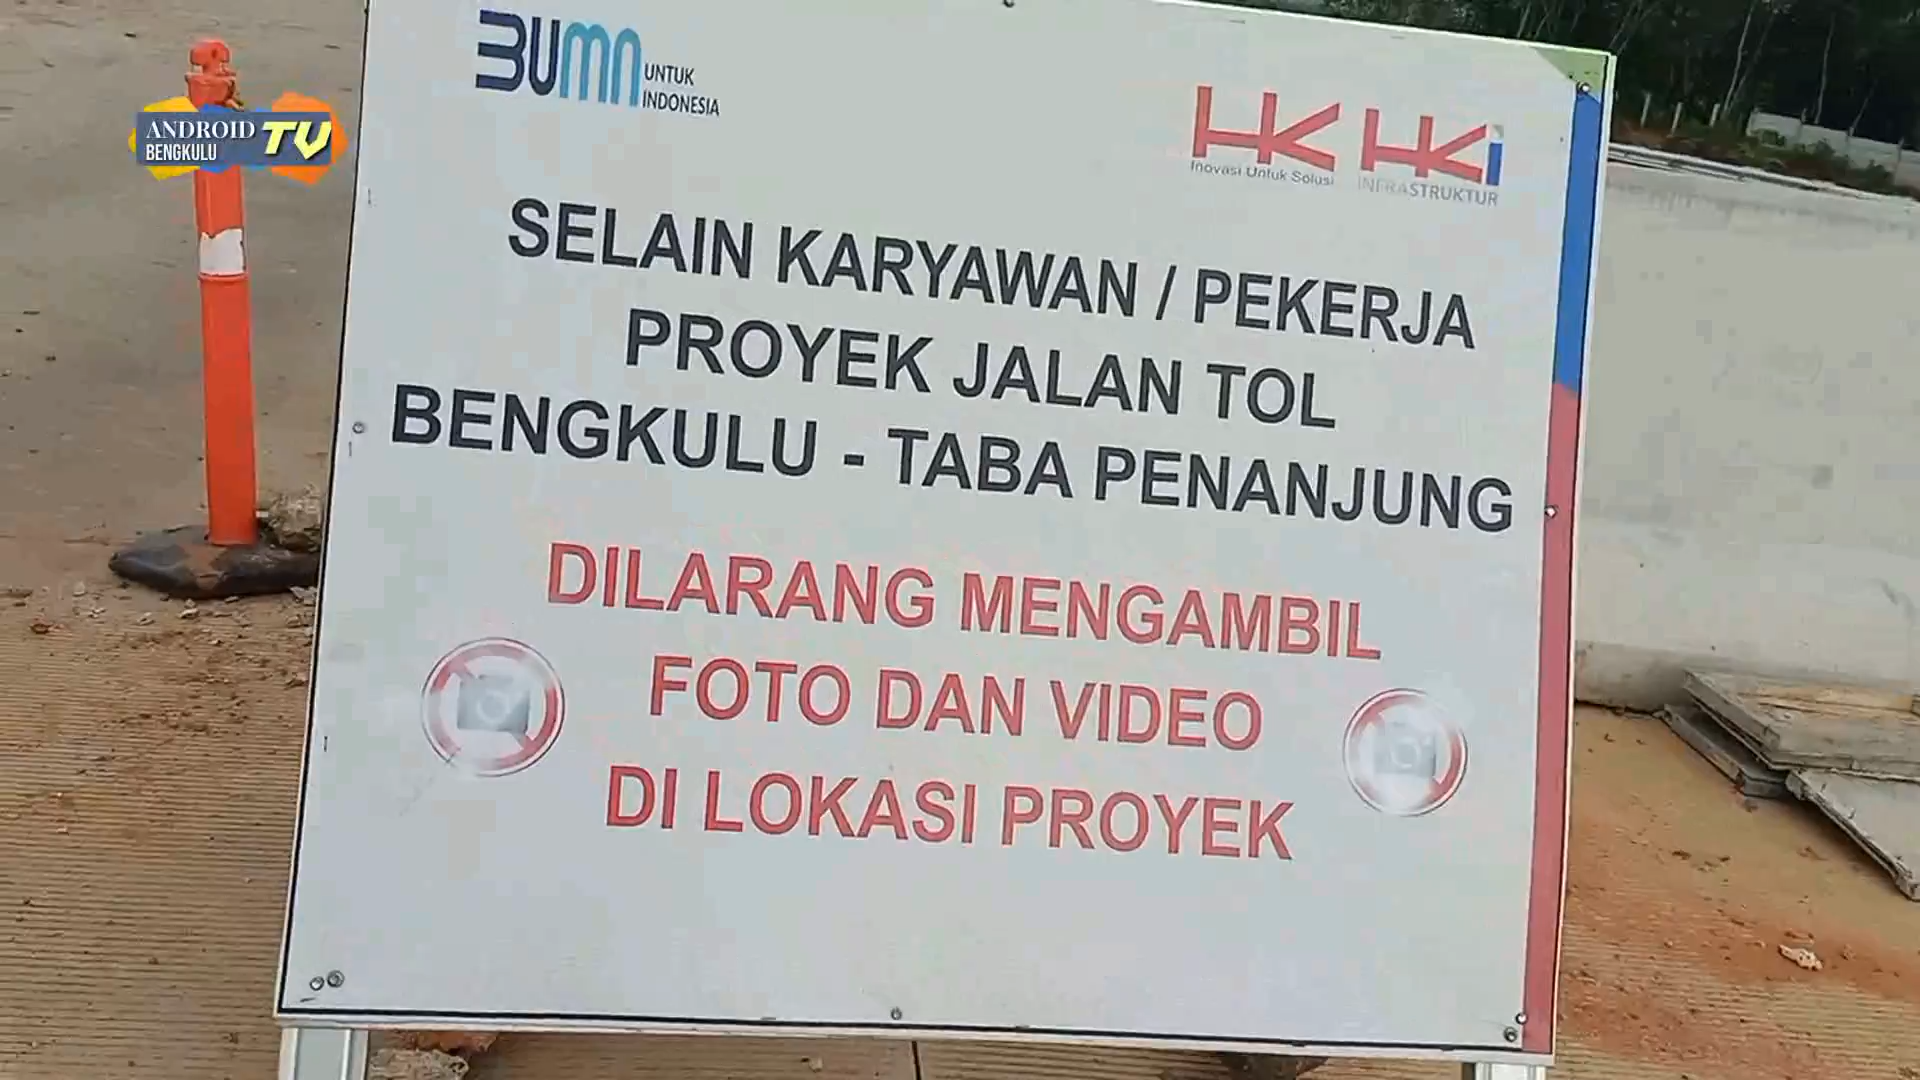 BUMN UNTUK
INDONESIA
ANDROID TV
BENGKULU
HK HKi
Inovasi Untuk Solusi INFRASTRUKTUR
SELAIN KARYAWAN / PEKERJA
PROYEK JALAN TOL
BENGKULU - TABA PENANJUNG
DILARANG MENGAMBIL
FOTO DAN VIDEO
DI LOKASI PROYEK